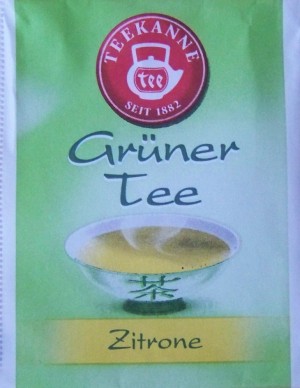 TEEKANNE
tee
SEIT 1882
Grüner
Tee
茶
Zitrone